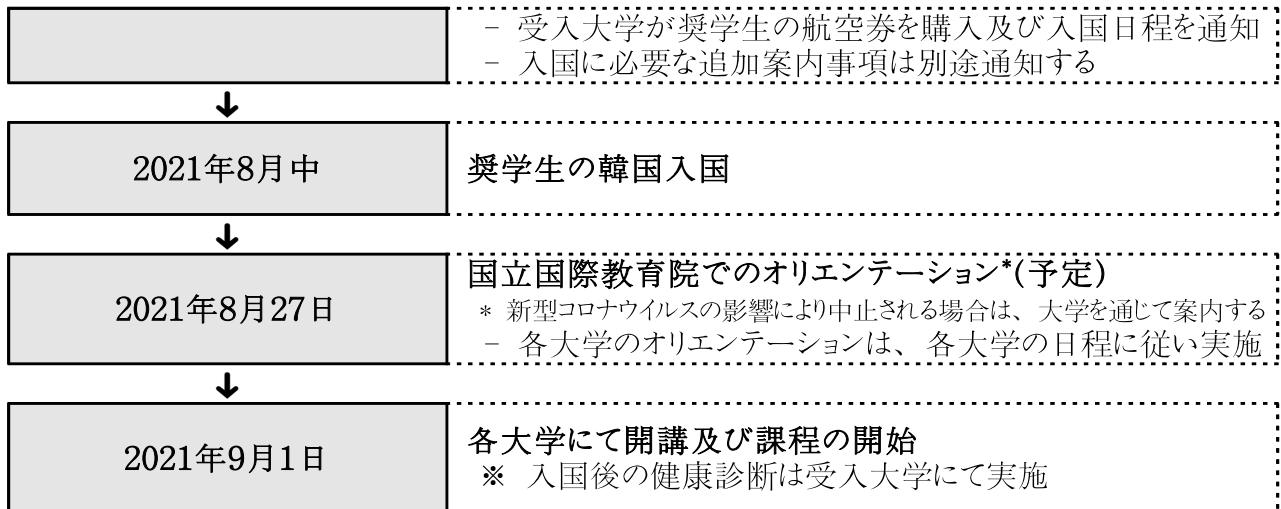 − 受入大学が奨学生の航空券を購入及び入国日程を通知
− 入国に必要な追加案内事項は別途通知する
2021年8月中
奨学生の韓国入国
2021年8月27日
国立国際教育院でのオリエンテーション*(予定)
* 新型コロナウイルスの影響により中止される場合は、大学を通じて案内する
− 各大学のオリエンテーションは、各大学の日程に従い実施
2021年9月1日
各大学にて開講及び課程の開始
※ 入国後の健康診断は受入大学にて実施